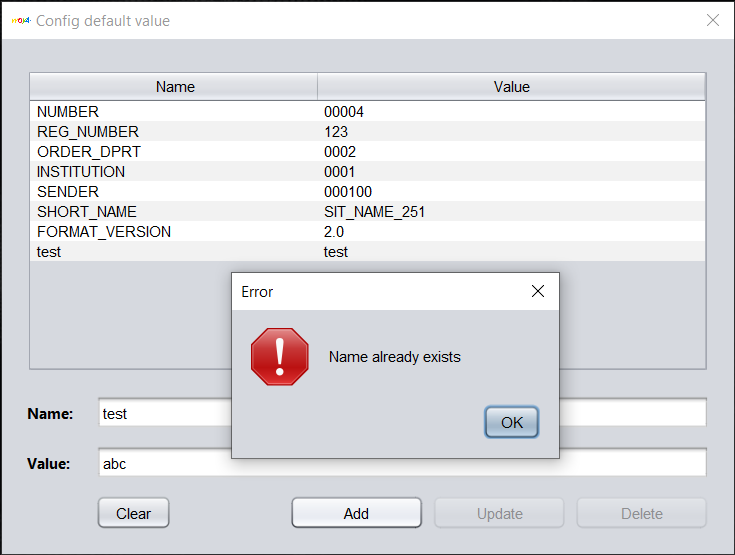 Config default value
Name Value
NUMBER 00004
REG_NUMBER 123
ORDER_DPRT 0002
INSTITUTION 0001
SENDER 000100
SHORT_NAME SIT_NAME_251
FORMAT_VERSION 2.0
test test
Error
Name already exists
OK
Name: test
Value: abc
Clear Add Update Delete